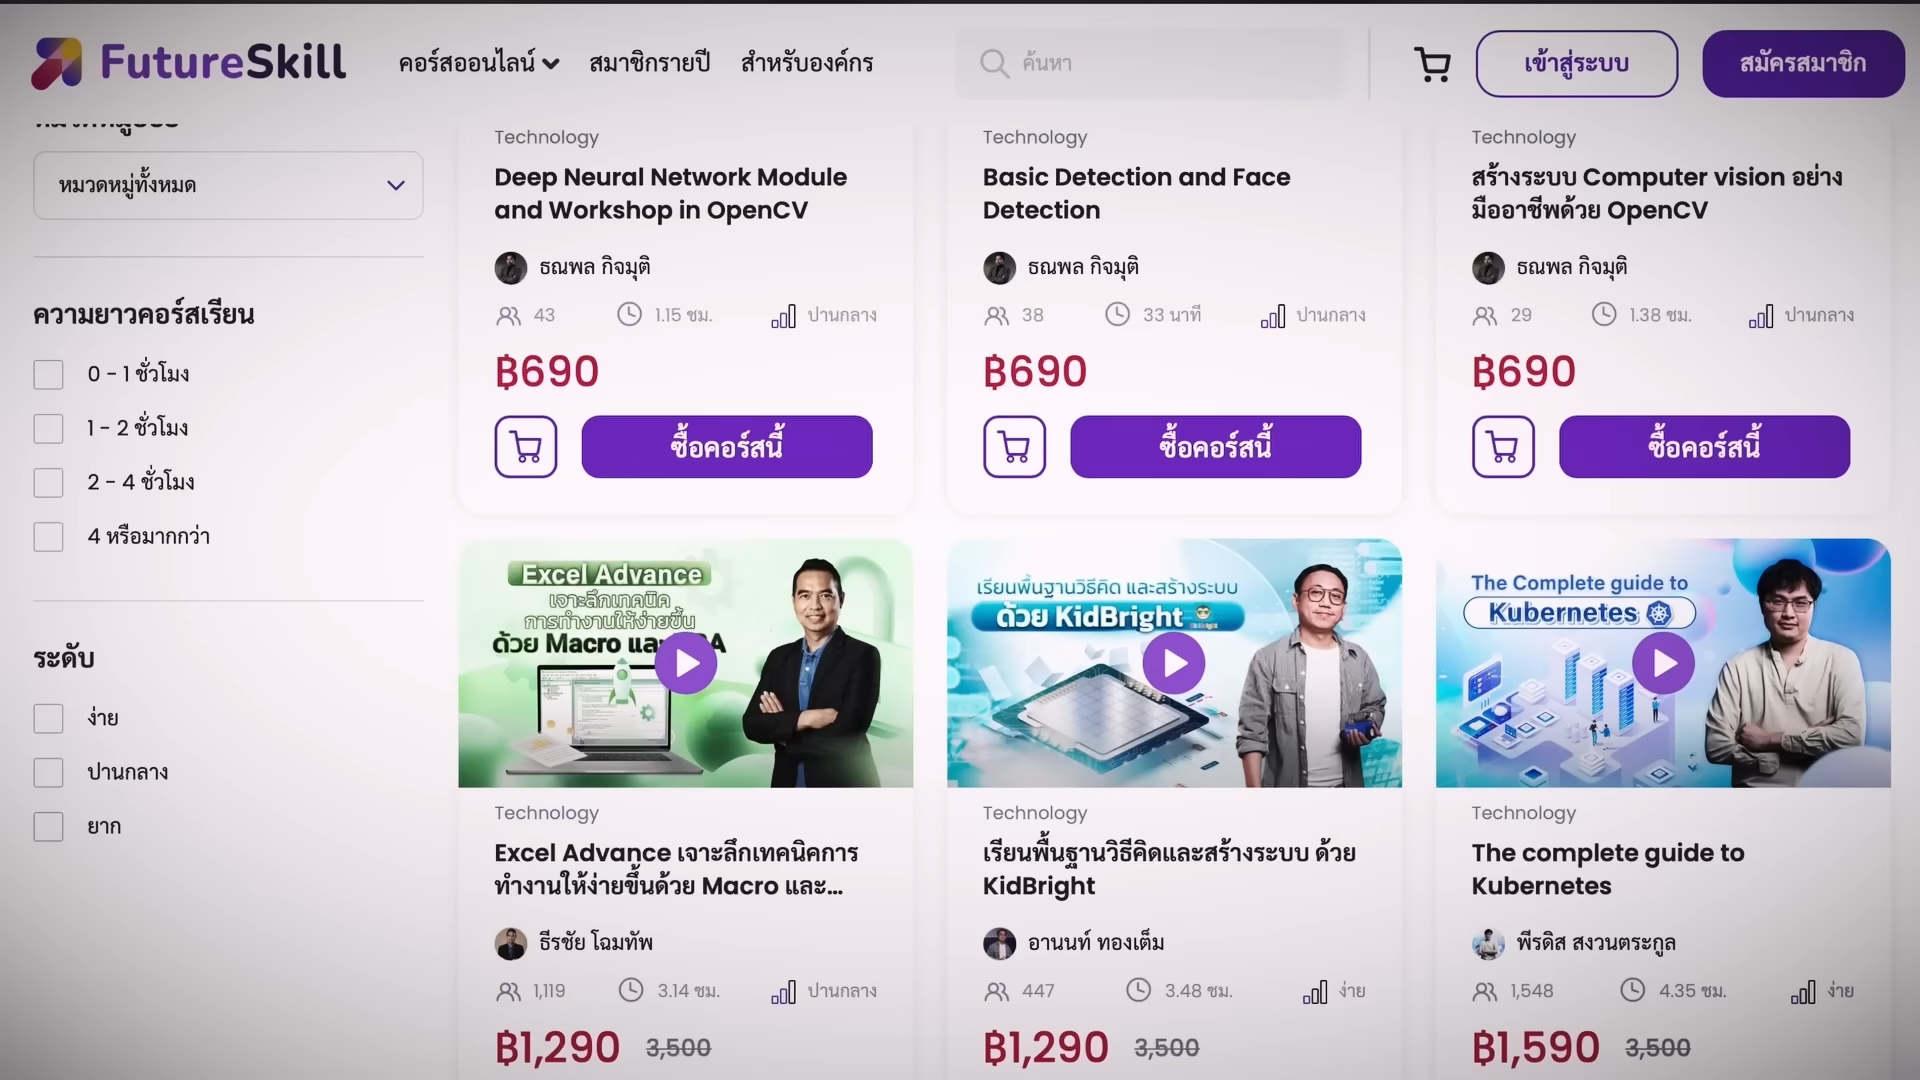 FutureSkill
คอร์สออนไลน์
สมาชิกรายปี
สำหรับองค์กร
ค้นหา
เข้าสู่ระบบ
สมัครสมาชิก
หมวดหมู่ทั้งหมด
ความยาวคอร์สเรียน
0 - 1 ชั่วโมง
1 - 2 ชั่วโมง
2 - 4 ชั่วโมง
4 หรือมากกว่า
ระดับ
ง่าย
ปานกลาง
ยาก
Technology
Deep Neural Network Module
and Workshop in OpenCV
ธณพล กิจมุติ
43
1.15 ชม.
ปานกลาง
฿690
ซื้อคอร์สนี้
Technology
Basic Detection and Face
Detection
ธณพล กิจมุติ
38
33 นาที
ปานกลาง
฿690
ซื้อคอร์สนี้
Technology
สร้างระบบ Computer vision อย่าง
มืออาชีพด้วย OpenCV
ธณพล กิจมุติ
29
1.38 ชม.
ปานกลาง
฿690
ซื้อคอร์สนี้
Excel Advance
เจาะลึกเทคนิค
การทำงานให้ง่ายขึ้น
ด้วย Macro
Technology
Excel Advance เจาะลึกเทคนิคการ
ทำงานให้ง่ายขึ้นด้วย Macro และ...
ธีรชัย โฉมทัพ
1,119
3.14 ชม.
ปานกลาง
฿1,290
3,500
เรียนพื้นฐานวิธีคิด และสร้างระบบ
ด้วย KidBright
Technology
เรียนพื้นฐานวิธีคิดและสร้างระบบ ด้วย
KidBright
อานนท์ ทองเต็ม
447
3.48 ชม.
ง่าย
฿1,290
3,500
The Complete guide to
Kubernetes
Technology
The complete guide to
Kubernetes
พีรดิส สงวนตระกูล
1,548
4.35 ชม.
ง่าย
฿1,590
3,500